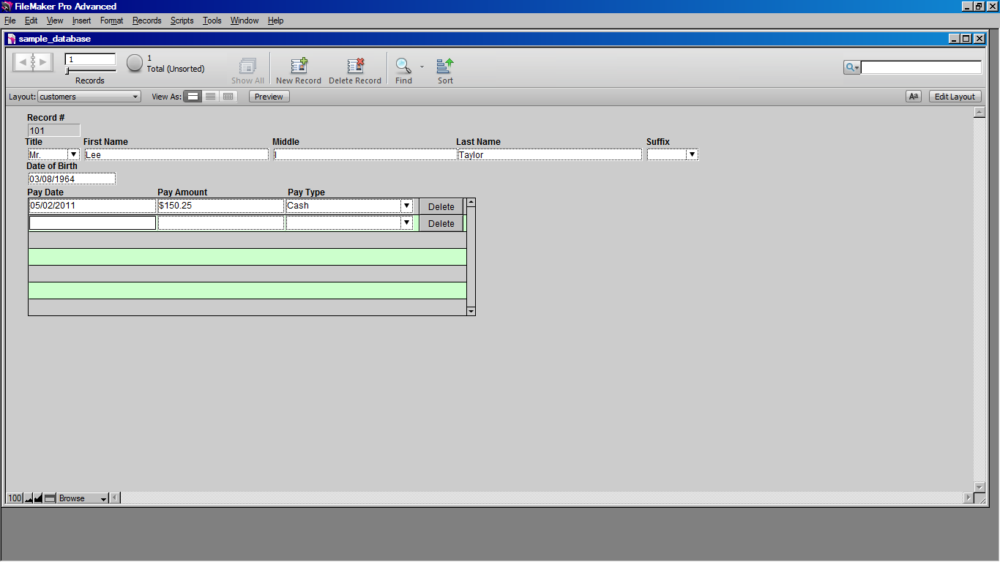 FileMaker Pro Advanced
File Edit View Insert Format Records Scripts Tools Window Help
sample_database
1
Records
1
Total (Unsorted)
Show All New Record Delete Record Find Sort
Layout: customers View As: Preview Aa Edit Layout
Record #
101
Title First Name Middle Last Name Suffix
Mr. Lee I Taylor
Date of Birth
03/08/1964
Pay Date Pay Amount Pay Type
05/02/2011 $150.25 Cash Delete
Delete
100 Browse